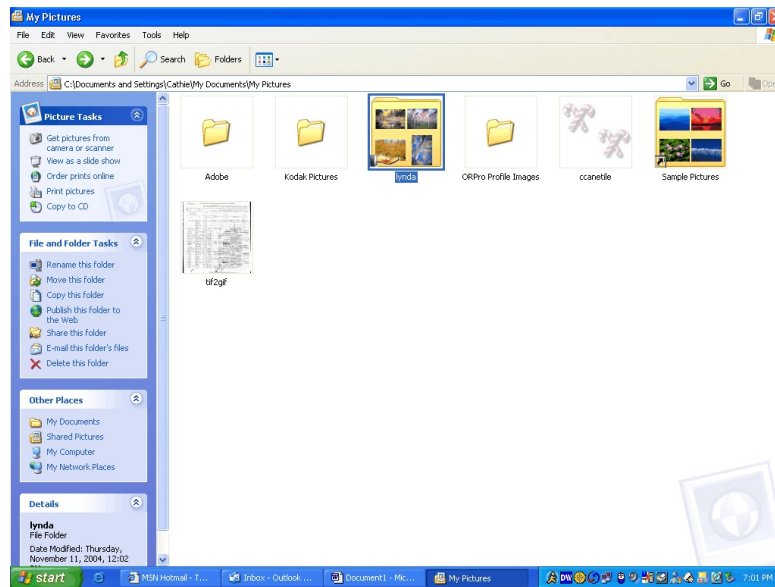 My Pictures
File Edit View Favorites Tools Help
Back Search Folders
Address C:\Documents and Settings\Cathie\My Documents\My Pictures Go
Picture Tasks
Get pictures from
camera or scanner
View as a slide show
Order prints online
Print pictures
Copy to CD
File and Folder Tasks
Rename this folder
Move this folder
Copy this folder
Publish this folder to
the Web
Share this folder
E-mail this folder's files
Delete this folder
Other Places
My Documents
Shared Pictures
My Computer
My Network Places
Details
lynda
File Folder
Date Modified: Thursday,
November 11, 2004, 12:02
Adobe Kodak Pictures lynda ORPro Profile Images ccanetile Sample Pictures
tif2gif
start MSN Hotmail - T... Inbox - Outlook ... Document1 - Mic... My Pictures DW 7:01 PM